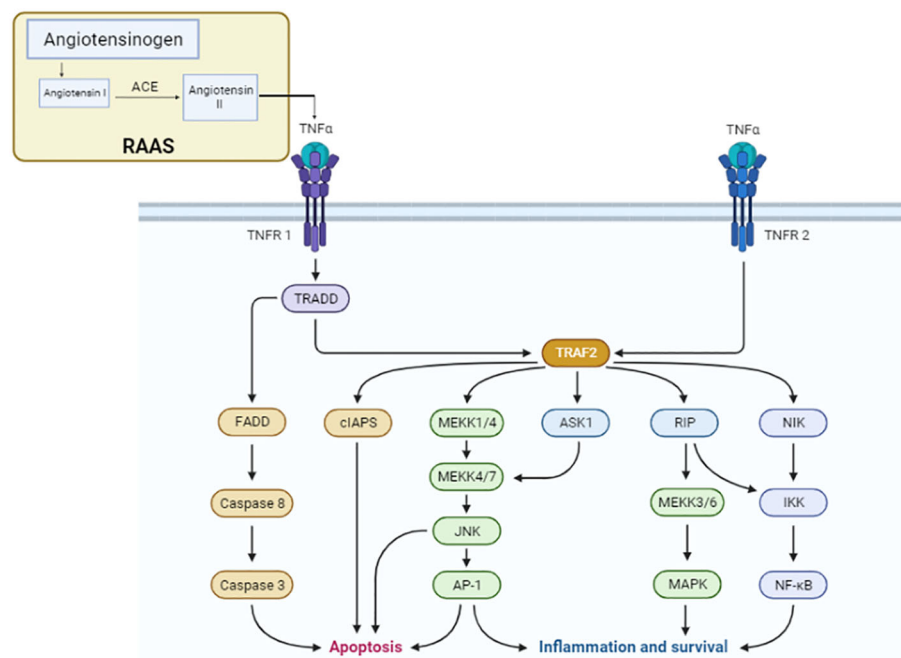 Angiotensinogen
Angiotensin I
ACE
Angiotensin
II
RAAS
TNFα
TNFα
TNFR 1
TNFR 2
TRADD
TRAF2
FADD
cIAPS
MEKK1/4
ASK1
RIP
NIK
MEKK4/7
Caspase 8
MEKK3/6
IKK
JNK
Caspase 3
AP-1
MAPK
NF-κB
Apoptosis
Inflammation and survival